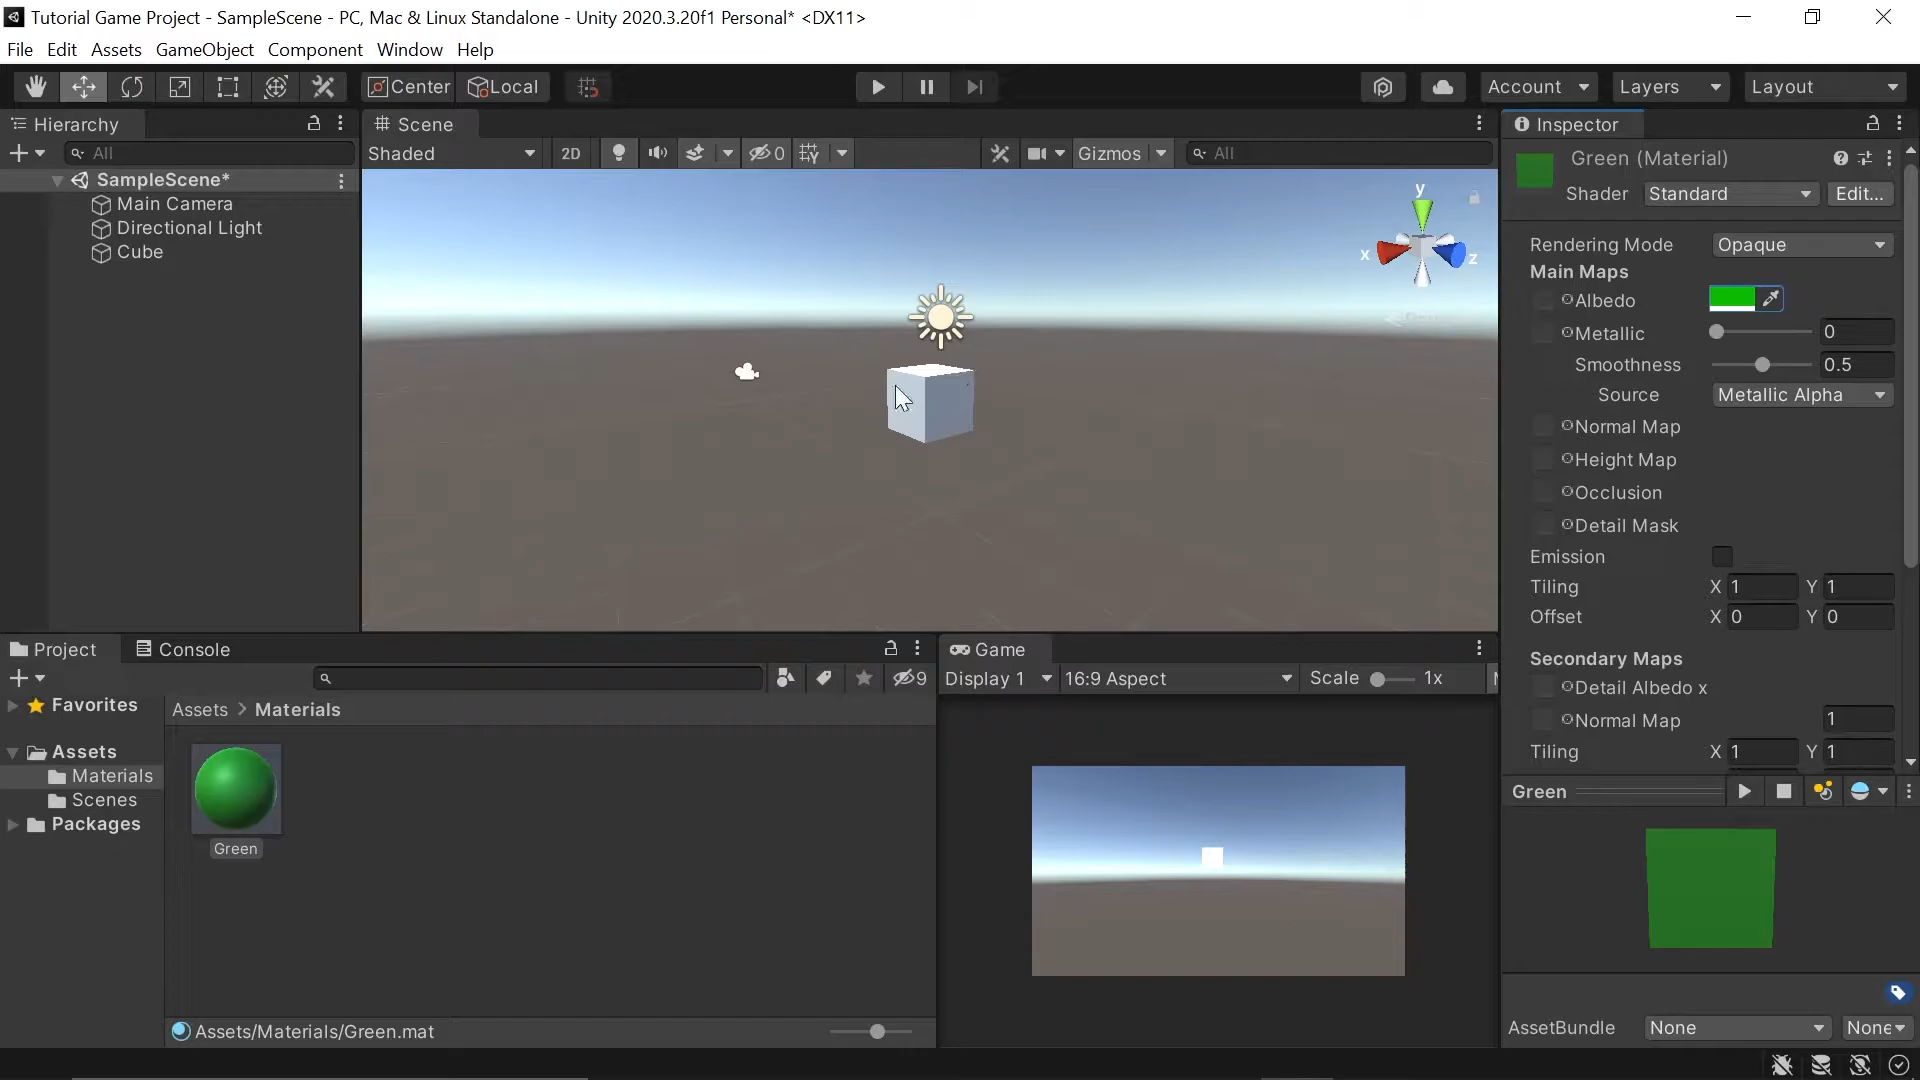 Tutorial Game Project - SampleScene - PC, Mac & Linux Standalone - Unity 2020.3.20f1 Personal* <DX11>
File Edit Assets GameObject Component Window Help
Center Local Account Layers Layout
Hierarchy
All
SampleScene*
Main Camera
Directional Light
Cube
Scene
Shaded 2D 0 Gizmos All
y
x
z
Inspector
Green (Material)
Shader Standard Edit...
Rendering Mode Opaque
Main Maps
Albedo
Metallic 0
Smoothness 0.5
Source Metallic Alpha
Normal Map
Height Map
Occlusion
Detail Mask
Emission
Tiling X 1 Y 1
Offset X 0 Y 0
Secondary Maps
Detail Albedo x
Normal Map 1
Tiling X 1 Y 1
Project Console
9
Favorites
Assets
Materials
Scenes
Packages
Assets > Materials
Green
Assets/Materials/Green.mat
Game
Display 1 16:9 Aspect Scale 1x
Green
AssetBundle None None